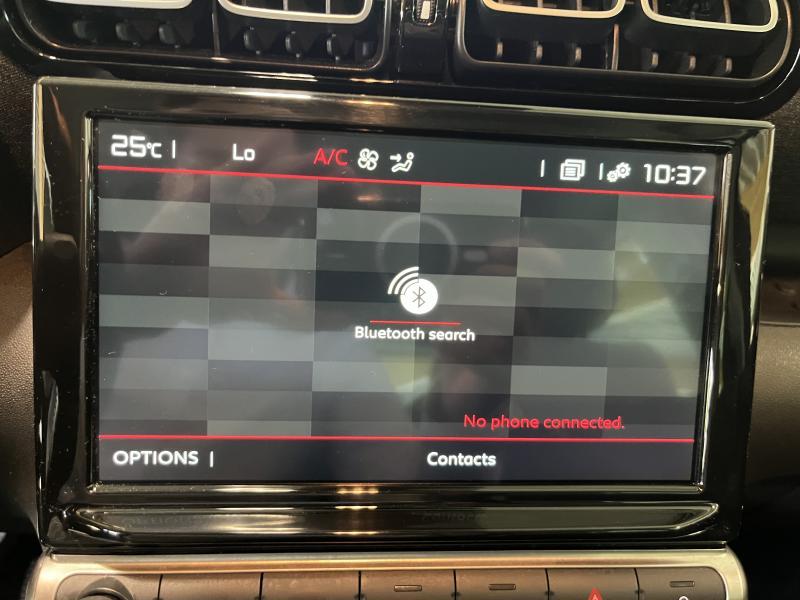 25°C | Lo A/C | | 10:37
Bluetooth search
No phone connected.
OPTIONS | Contacts